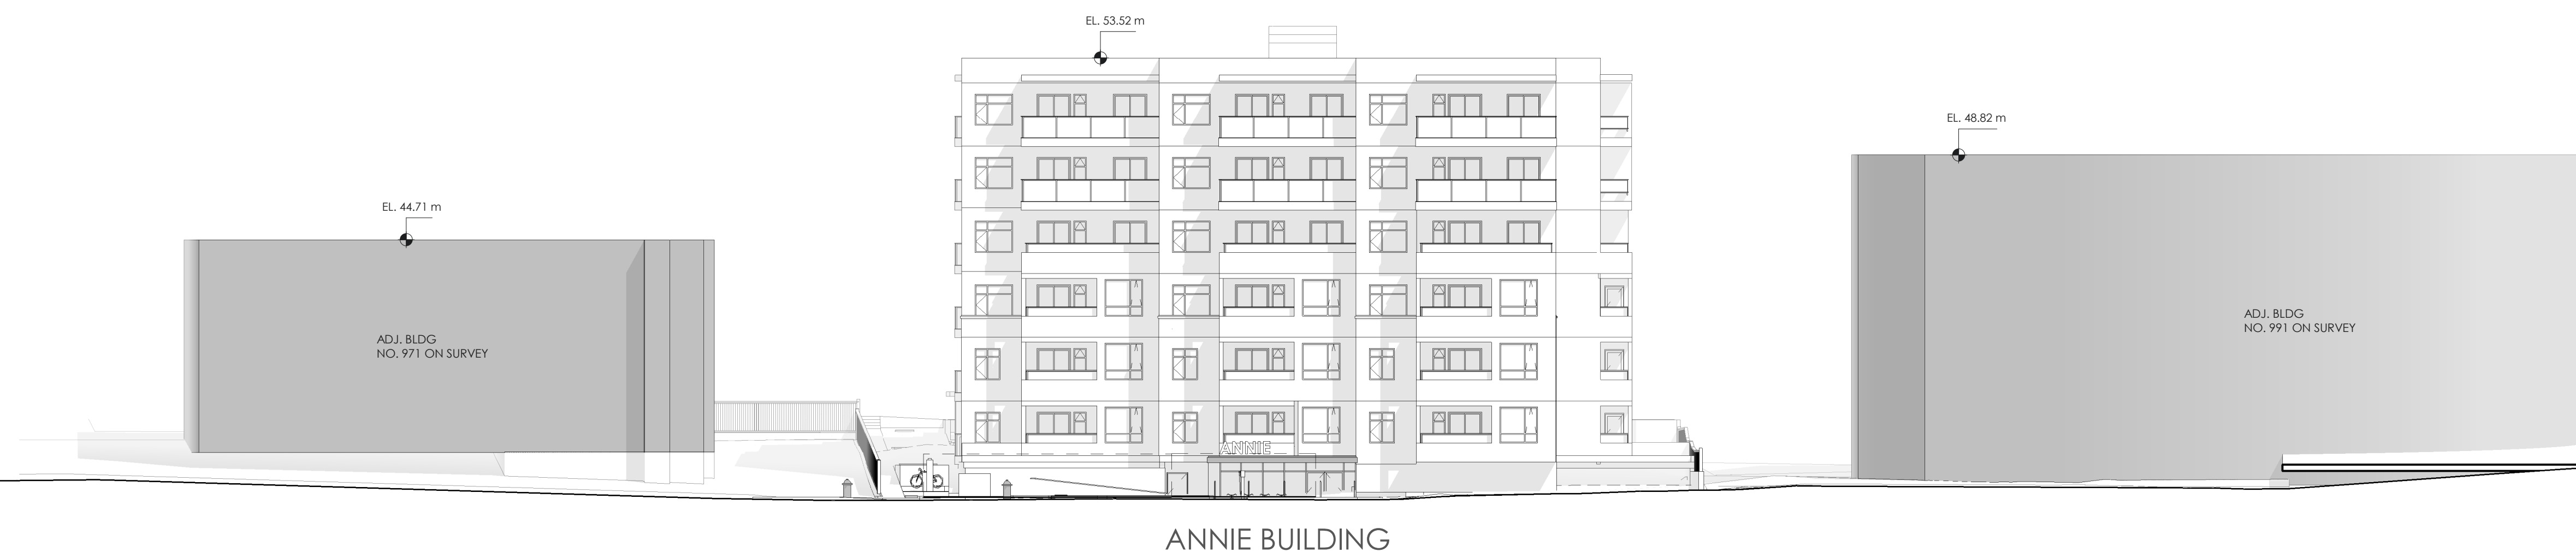 EL. 53.52 m
EL. 48.82 m
EL. 44.71 m
ADJ. BLDG
NO. 991 ON SURVEY
ADJ. BLDG
NO. 971 ON SURVEY
ANNIE
ANNIE BUILDING